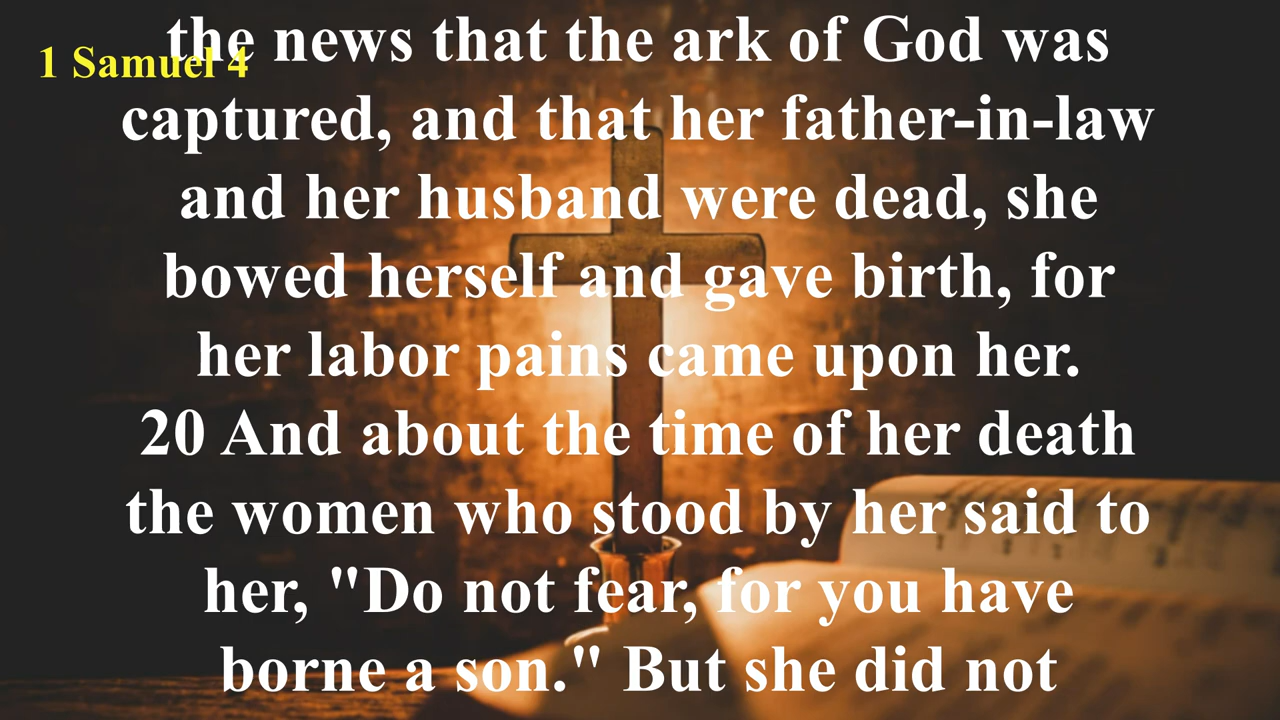 1 Samuel 4
the news that the ark of God was
captured, and that her father-in-law
and her husband were dead, she
bowed herself and gave birth, for
her labor pains came upon her.
20 And about the time of her death
the women who stood by her said to
her, "Do not fear, for you have
borne a son." But she did not